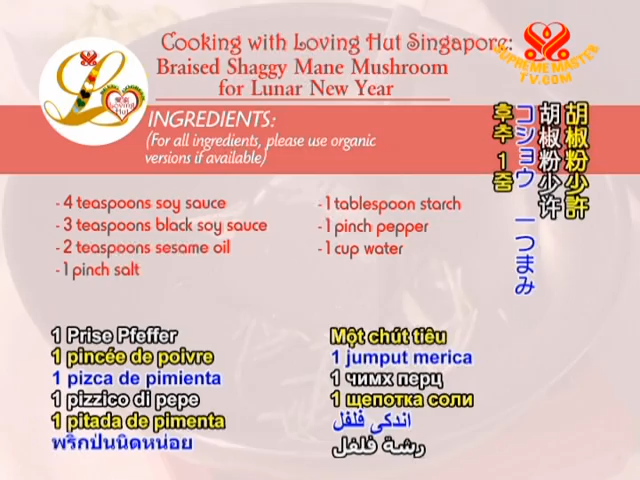 Cooking with Loving Hut Singapore:
Braised Shaggy Mane Mushroom
for Lunar New Year
SUPREME MASTER
TV.COM
愛家
Loving
Hut
INGREDIENTS:
(For all ingredients, please use organic
versions if available)
- 4 teaspoons soy sauce
- 3 teaspoons black soy sauce
- 2 teaspoons sesame oil
- 1 pinch salt
- 1 tablespoon starch
- 1 pinch pepper
- 1 cup water
胡椒粉少許
胡椒粉少许
コショウ 一つまみ
후추 1줌
1 Prise Pfeffer
1 pincée de poivre
1 pizca de pimienta
1 pizzico di pepe
1 pitada de pimenta
พริกป่นนิดหน่อย
Một chút tiêu
1 jumput merica
1 чимх перц
1 щепотка соли
اندکی فلفل
رشة فلفل